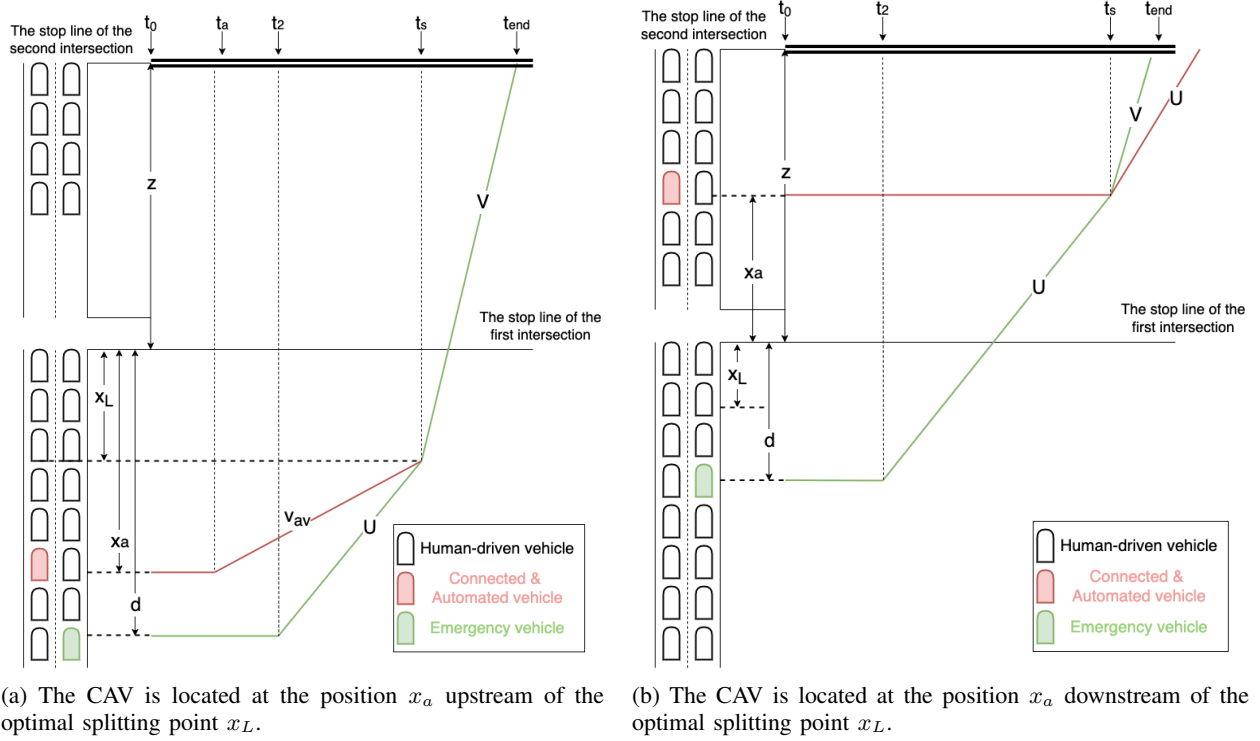 The stop line of the
second intersection
t0
ta
t2
ts
tend
z
V
The stop line of the
first intersection
xL
xa
d
vav
U
Human-driven vehicle
Connected &
Automated vehicle
Emergency vehicle
(a) The CAV is located at the position xa upstream of the
optimal splitting point xL.
The stop line of the
second intersection
t0
t2
ts
tend
U
V
z
xa
U
The stop line of the
first intersection
xL
d
Human-driven vehicle
Connected &
Automated vehicle
Emergency vehicle
(b) The CAV is located at the position xa downstream of the
optimal splitting point xL.